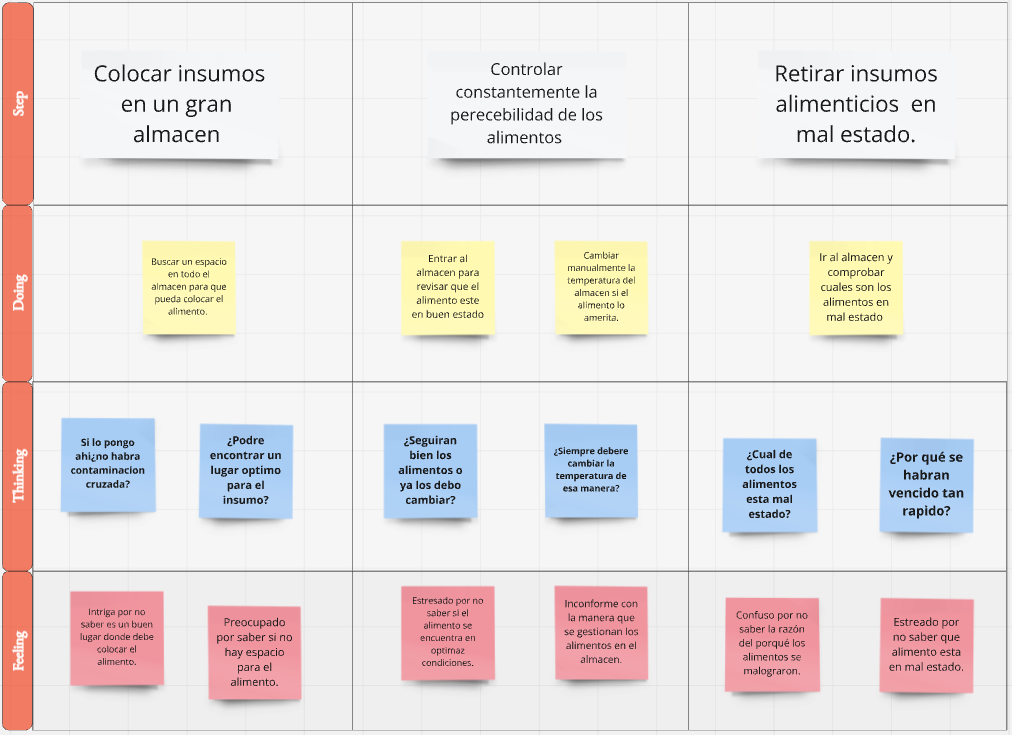 Step
Colocar insumos
en un gran
almacen
Controlar
constantemente la
perecebilidad de los
alimentos
Retirar insumos
alimenticios en
mal estado.
Doing
Buscar un espacio
en todo el
almacen para que
pueda colocar el
alimento.
Entrar al
almacen para
revisar que el
alimento este
en buen estado
Cambiar
manualmente la
temperatura del
almacen si el
alimento lo
amerita.
Ir al almacen y
comprobar
cuales son los
alimentos en
mal estado
Thinking
Si lo pongo
ahi¿no habra
contaminacion
cruzada?
¿Podre
encontrar un
lugar optimo
para el
insumo?
¿Seguiran
bien los
alimentos o
ya los debo
cambiar?
¿Siempre debere
cambiar la
temperatura de
esa manera?
¿Cual de
todos los
alimentos
esta mal
estado?
¿Por qué se
habran
vencido tan
rapido?
Feeling
Intriga por no
saber es un buen
lugar donde debe
colocar el
alimento.
Preocupado
por saber si no
hay espacio
para el
alimento.
Estresado por no
saber si el
alimento se
encuentra en
optimaz
condiciones.
Inconforme con
la manera que
se gestionan los
alimentos en el
almacen.
Confuso por no
saber la razón
del porqué los
alimentos se
malograron.
Estreado por
no saber que
alimento esta
en mal estado.